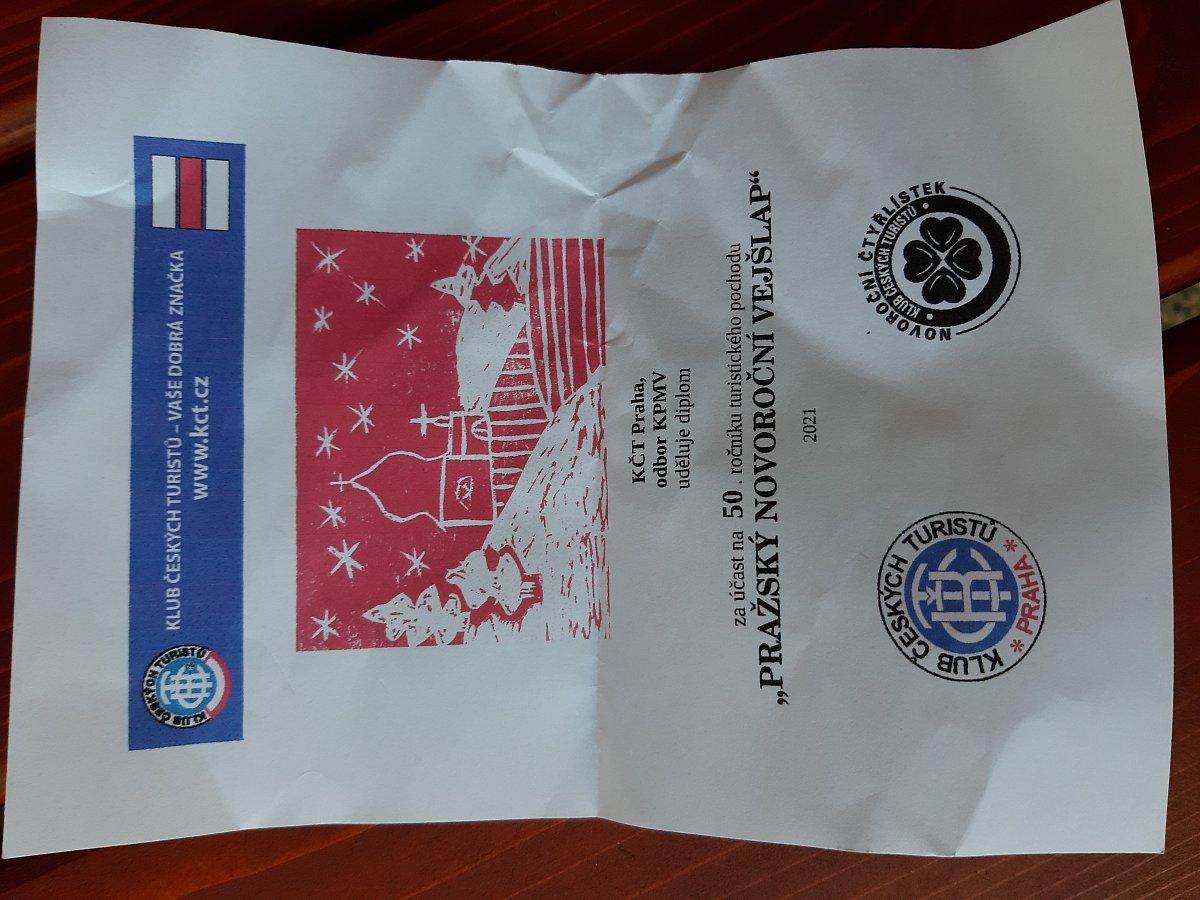 KLUB ČESKÝCH TURISTŮ
KLUB ČESKÝCH TURISTŮ – VAŠE DOBRÁ ZNAČKA
www.kct.cz
KČT Praha,
odbor KPMV
uděluje diplom
za účast na 50. ročníku turistického pochodu
„PRAŽSKÝ NOVOROČNÍ VEJŠLAP“
2021
KLUB ČESKÝCH TURISTŮ
* PRAHA *
NOVOROČNÍ ČTYŘLÍSTEK
• KLUB ČESKÝCH TURISTŮ •